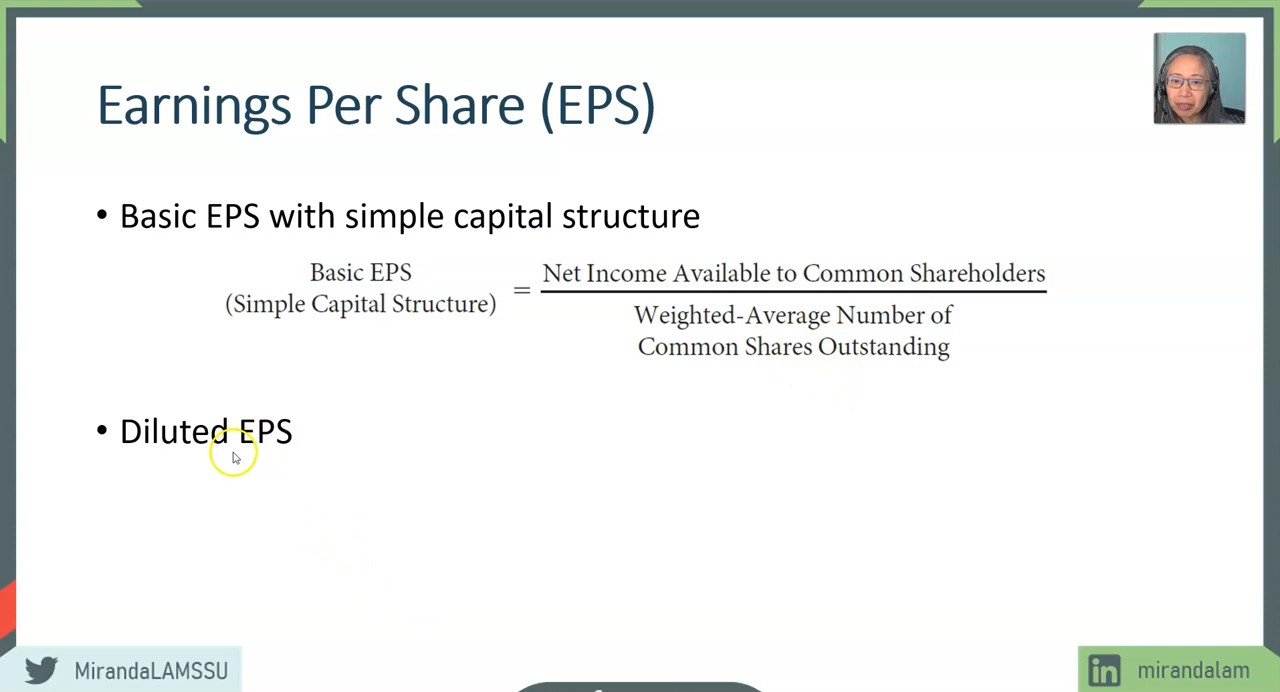 Earnings Per Share (EPS)
• Basic EPS with simple capital structure
Basic EPS
(Simple Capital Structure)
=
Net Income Available to Common Shareholders
Weighted-Average Number of
Common Shares Outstanding
• Diluted EPS
MirandaLAMSSU
in mirandalam